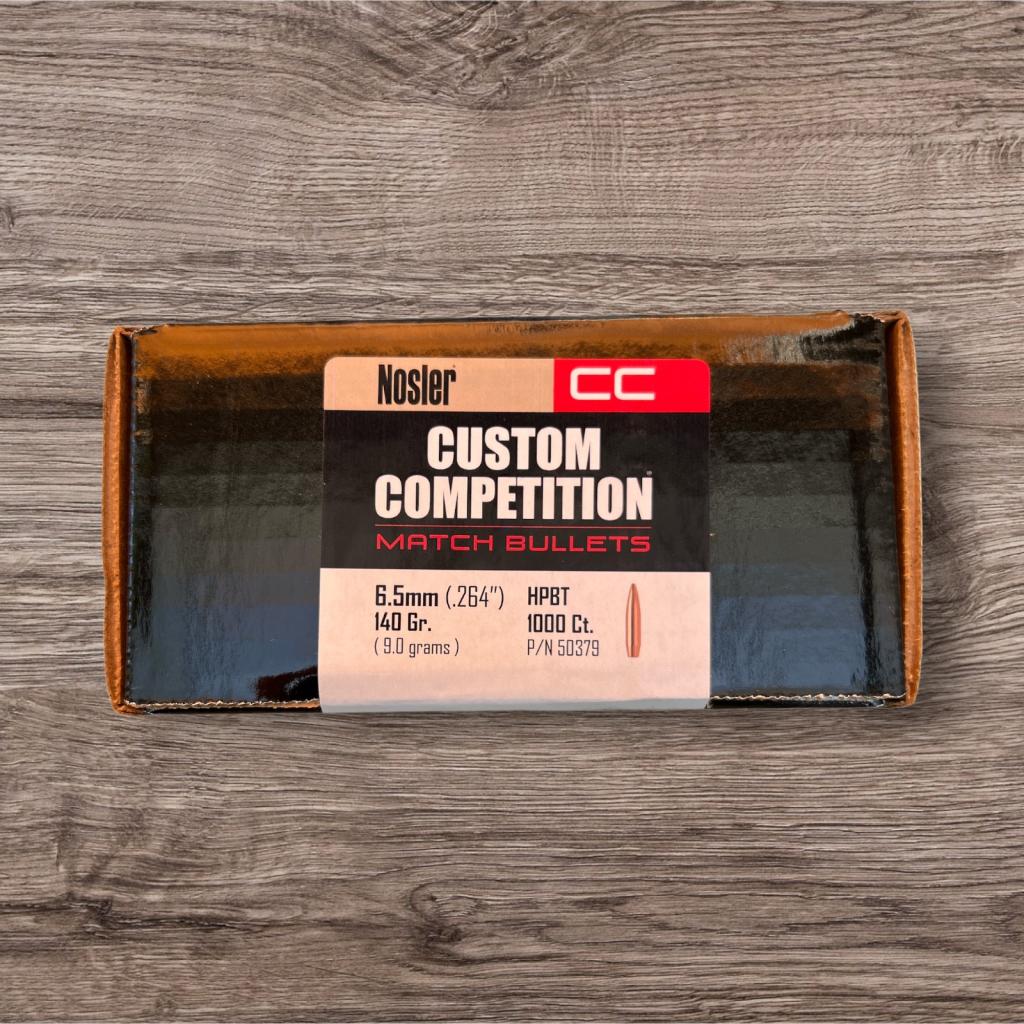 Nosler CC
CUSTOM
COMPETITION
MATCH BULLETS
6.5mm (.264")
140 Gr.
( 9.0 grams )
HPBT
1000 Ct.
P/N 50379